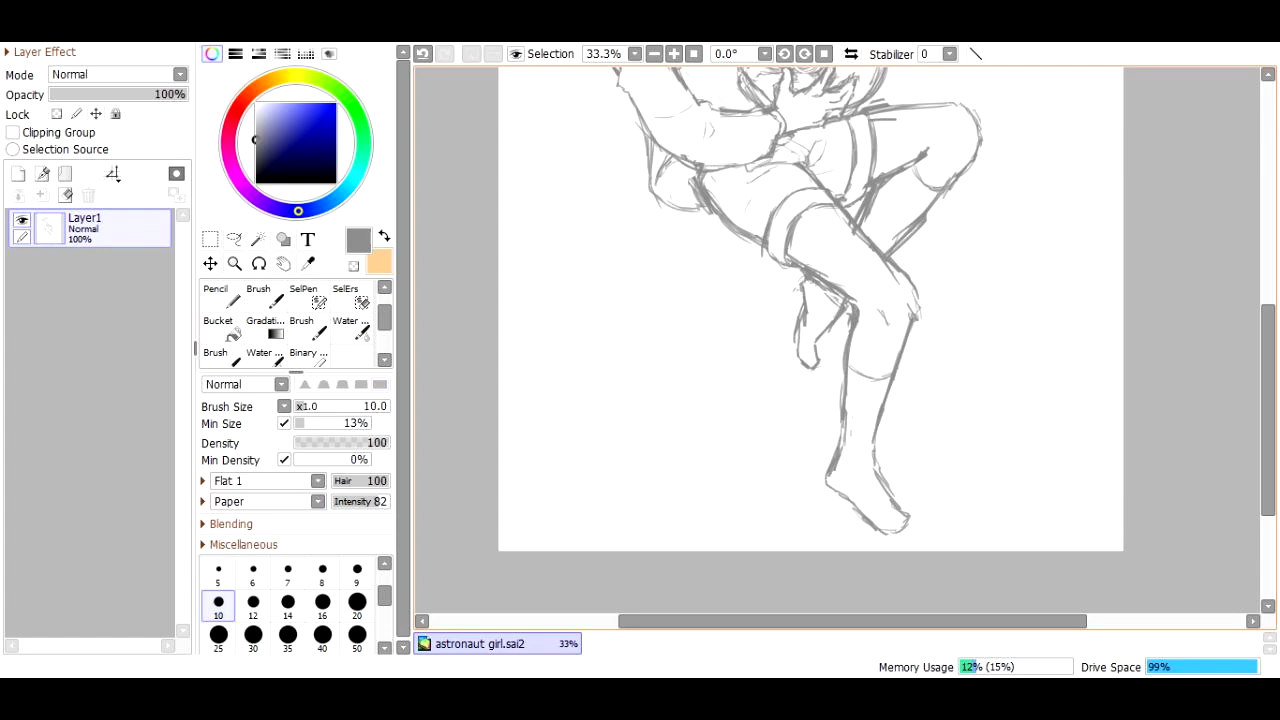 Layer Effect
Mode Normal
Opacity 100%
Lock
Clipping Group
Selection Source
Layer1
Normal
100%
T
Pencil Brush SelPen SelErs
Bucket Gradati... Brush Water ...
Brush Water ... Binary ...
Normal
Brush Size x1.0 10.0
Min Size 13%
Density 100
Min Density 0%
Flat 1 Hair 100
Paper Intensity 82
Blending
Miscellaneous
5 6 7 8 9
10 12 14 16 20
25 30 35 40 50
Selection 33.3% 0.0° Stabilizer 0
astronaut girl.sai2 33%
Memory Usage 12% (15%) Drive Space 99%